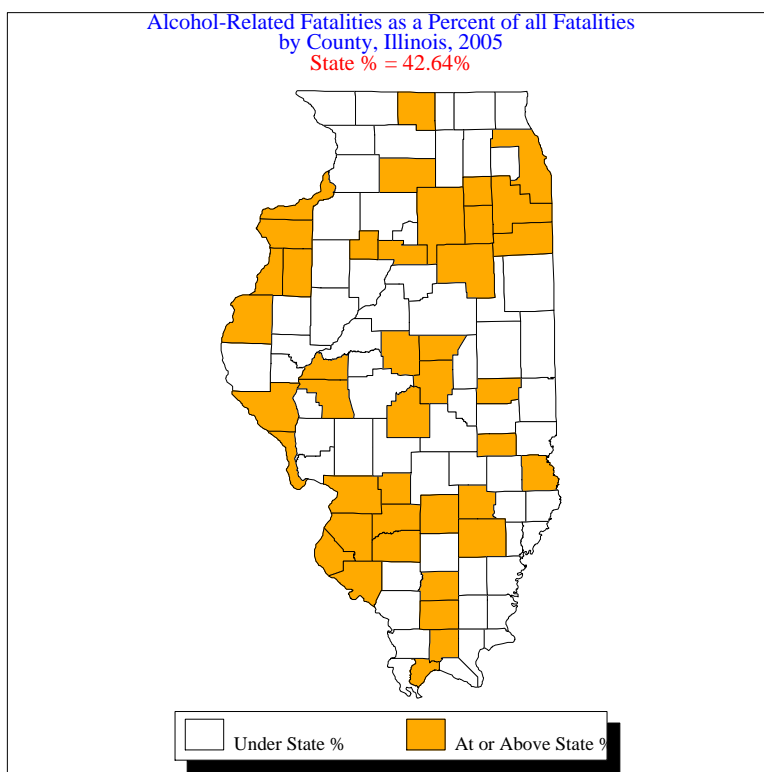 Alcohol-Related Fatalities as a Percent of all Fatalities
by County, Illinois, 2005
State % = 42.64%
Under State %
At or Above State %